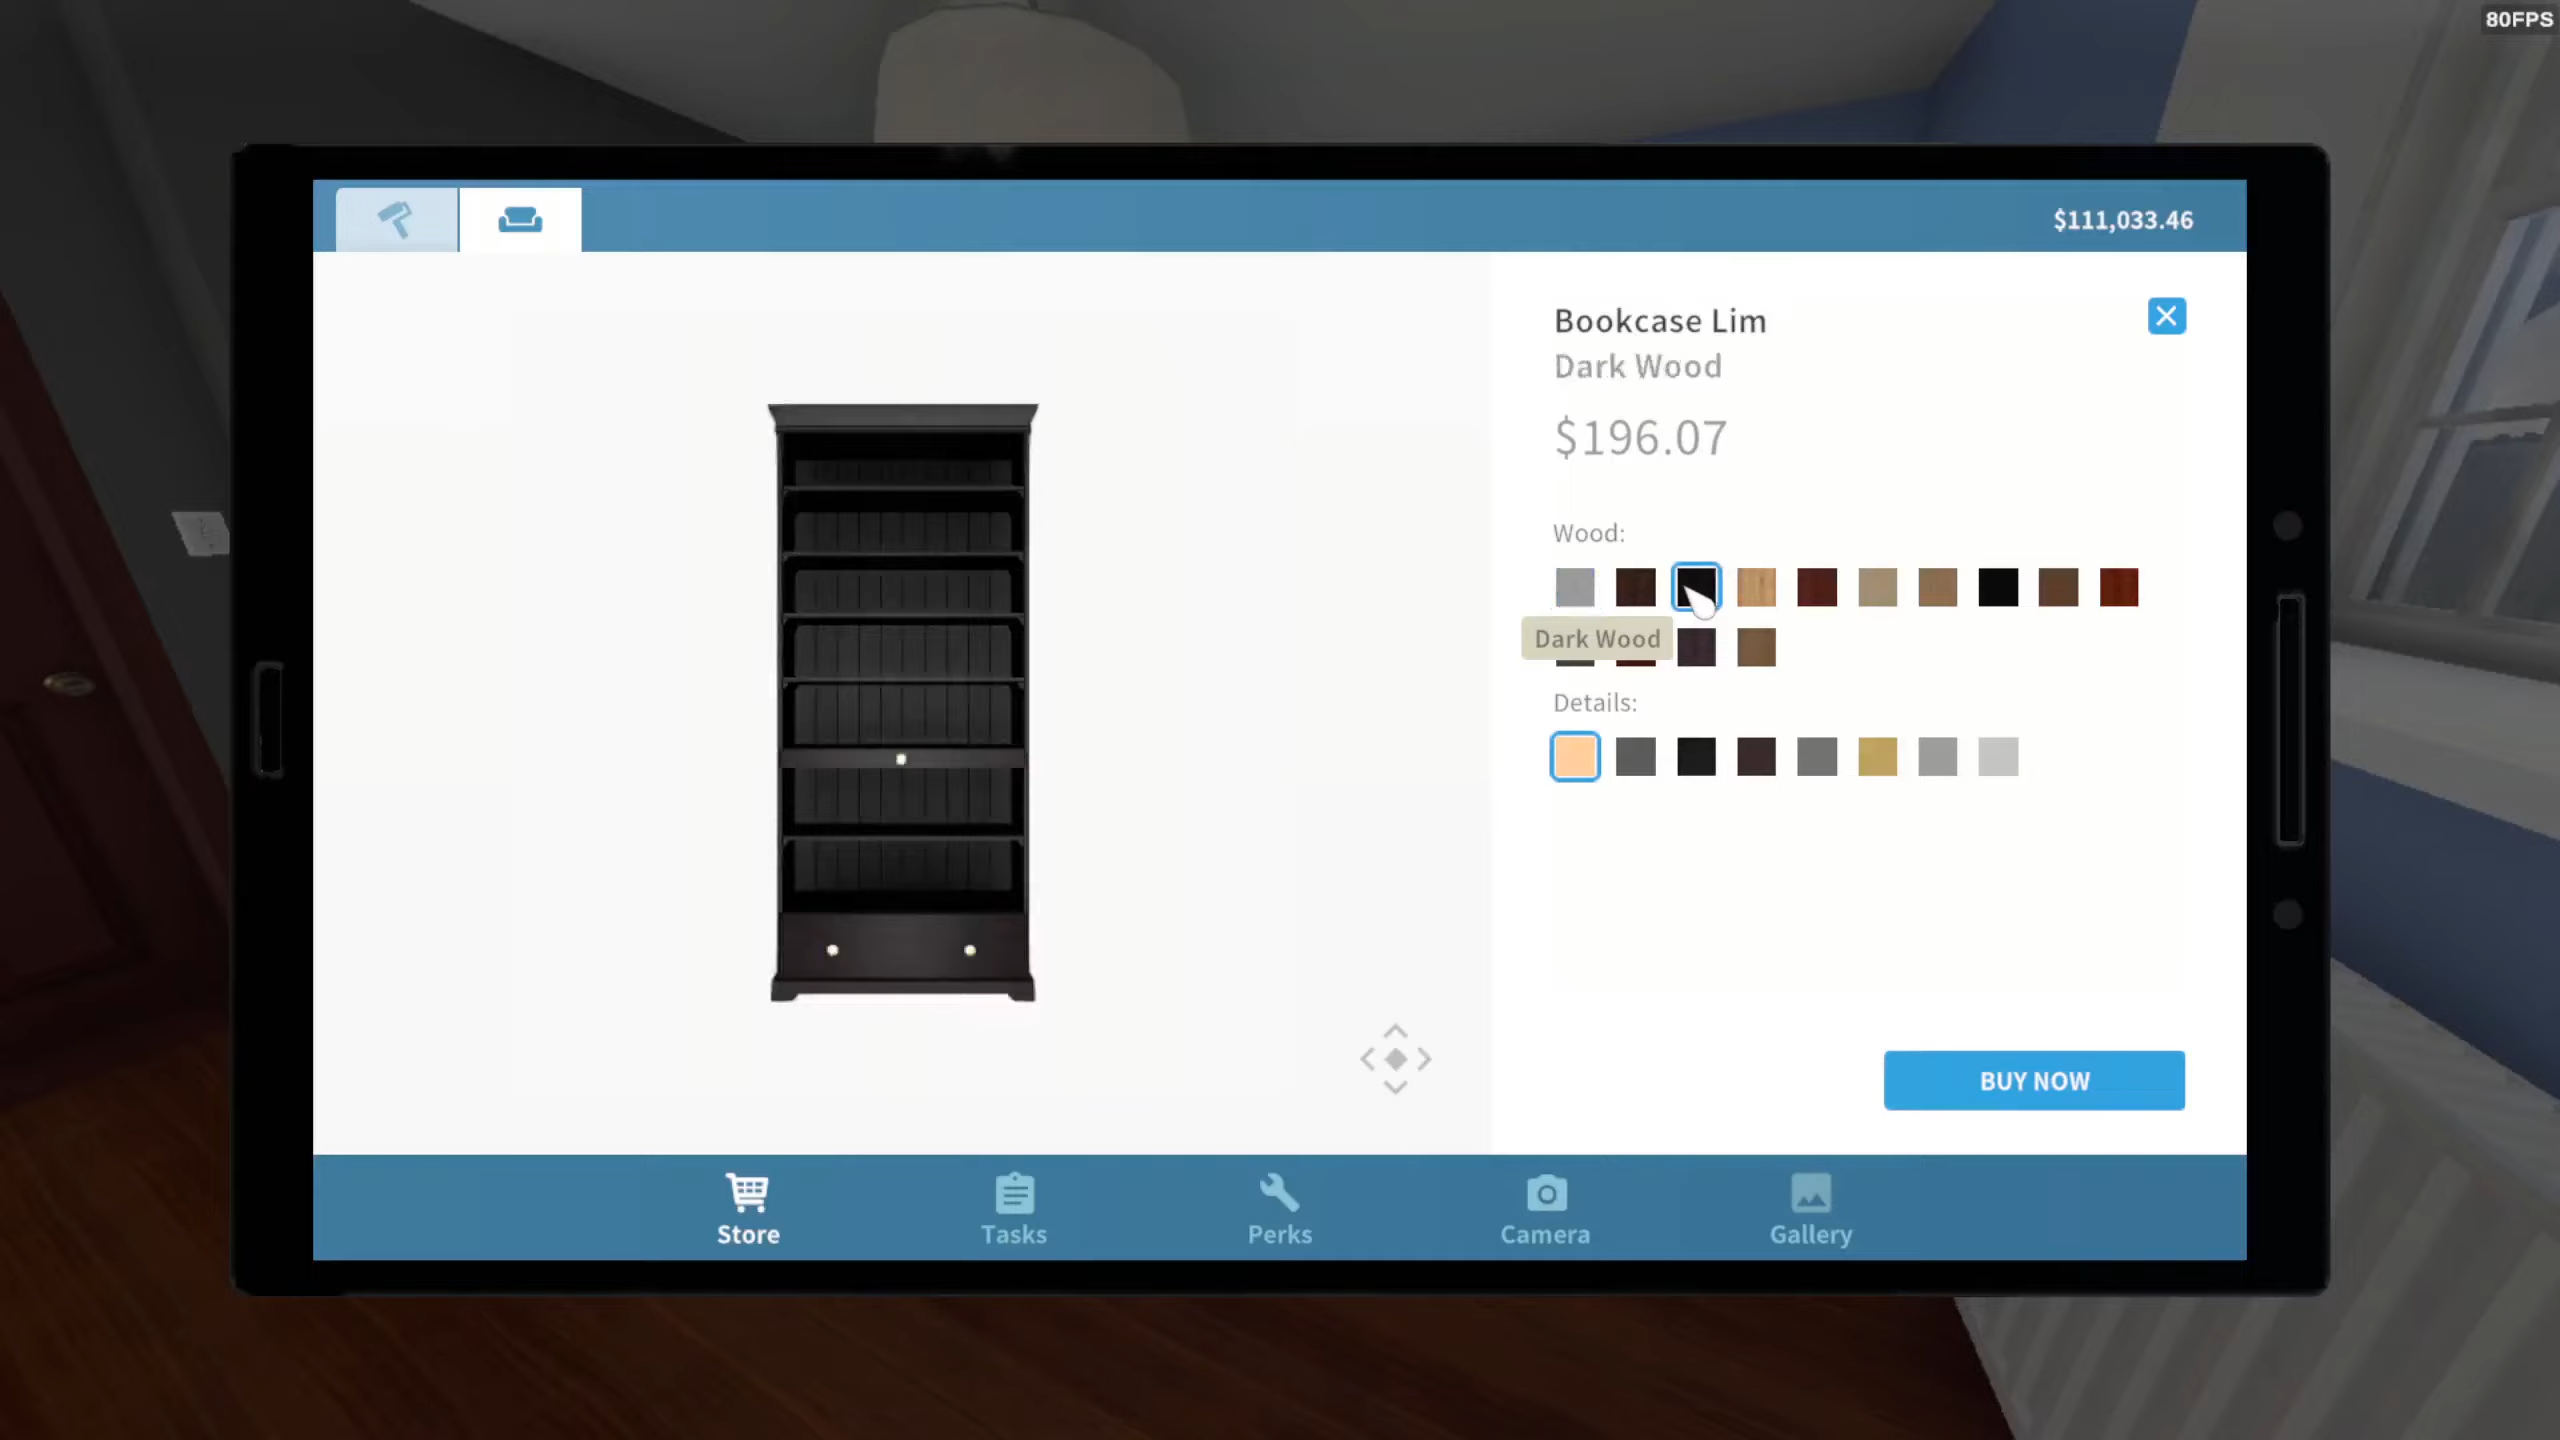 80FPS
$111,033.46
Bookcase Lim
Dark Wood
$196.07
Wood:
Dark Wood
Details:
BUY NOW
Store
Tasks
Perks
Camera
Gallery